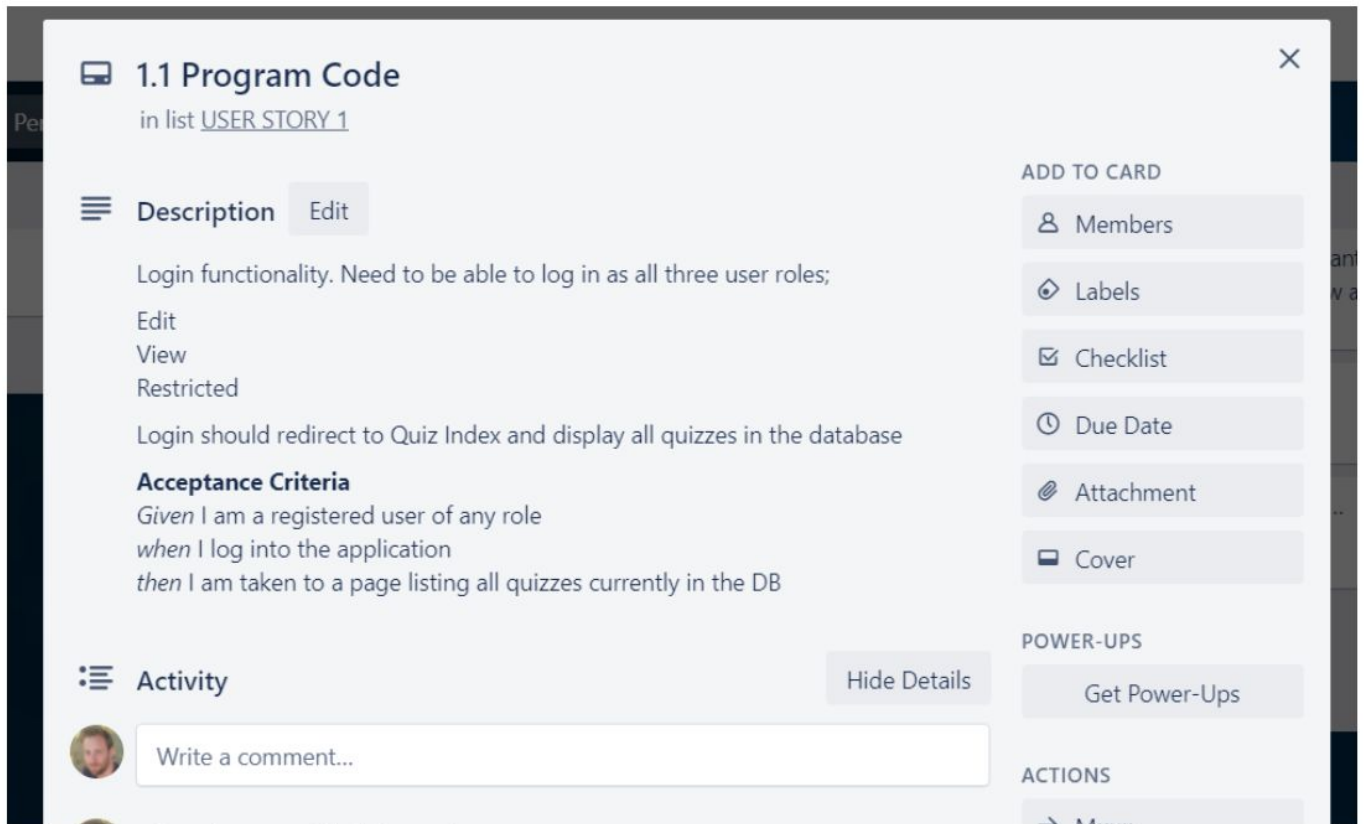 1.1 Program Code
in list USER STORY 1
Description Edit
Login functionality. Need to be able to log in as all three user roles;
Edit
View
Restricted
Login should redirect to Quiz Index and display all quizzes in the database
Acceptance Criteria
Given I am a registered user of any role
when I log into the application
then I am taken to a page listing all quizzes currently in the DB
Activity
Hide Details
Write a comment...
ADD TO CARD
Members
Labels
Checklist
Due Date
Attachment
Cover
POWER-UPS
Get Power-Ups
ACTIONS